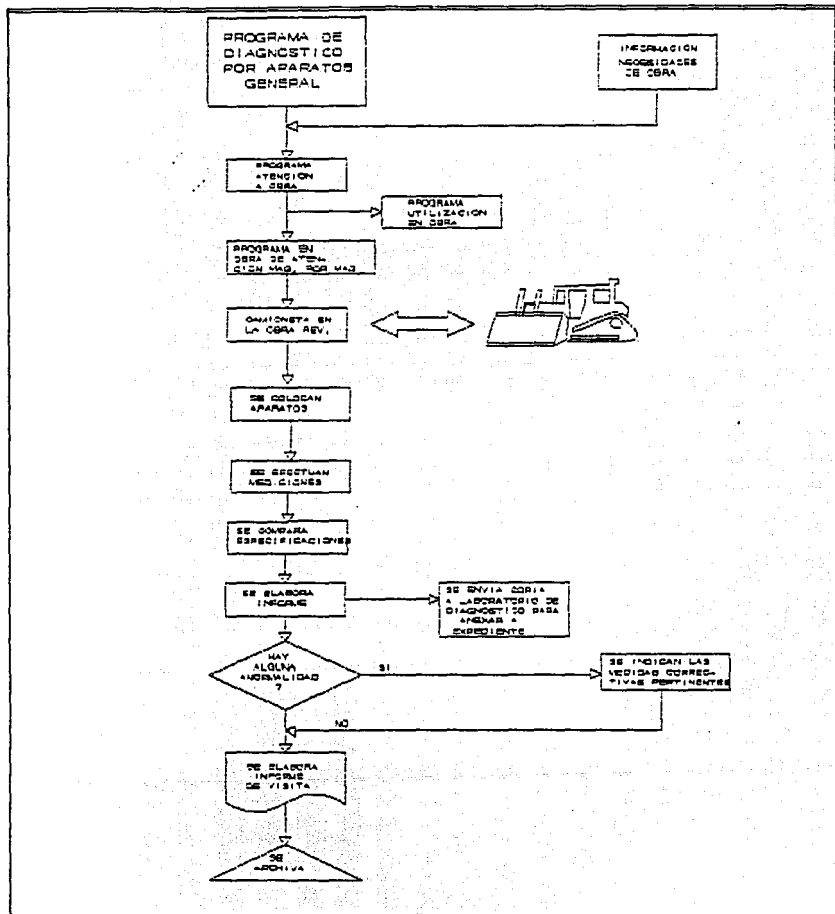 PROGRAMA DE
DIAGNOSTICO
POR APARATOS
GENERAL
INFORMACION
NECESIDADES
DE OBRA
PROGRAMA
ATENCION
A OBRA
PROGRAMA
UTILIZACION
EN OBRA
PROGRAMA EN
OBRA DE ATEN-
CION MAQ. POR MAQ.
CAMIONETA EN
LA OBRA REV.
SE COLOCAN
APARATOS
SE EFECTUAN
MEDICIONES
SE COMPARA
ESPECIFICACIONES
SE ELABORA
INFORME
SE ENVIA COPIA
A LABORATORIO DE
DIAGNOSTICO PARA
ANEXAR A
EXPEDIENTE
HAY
ALGUNA
ANORMALIDAD
?
SI
SE INDICAN LAS
MEDIDAS CORREC-
TIVAS PERTINENTES
NO
SE ELABORA
INFORME
DE VISITA
SE
ARCHIVA